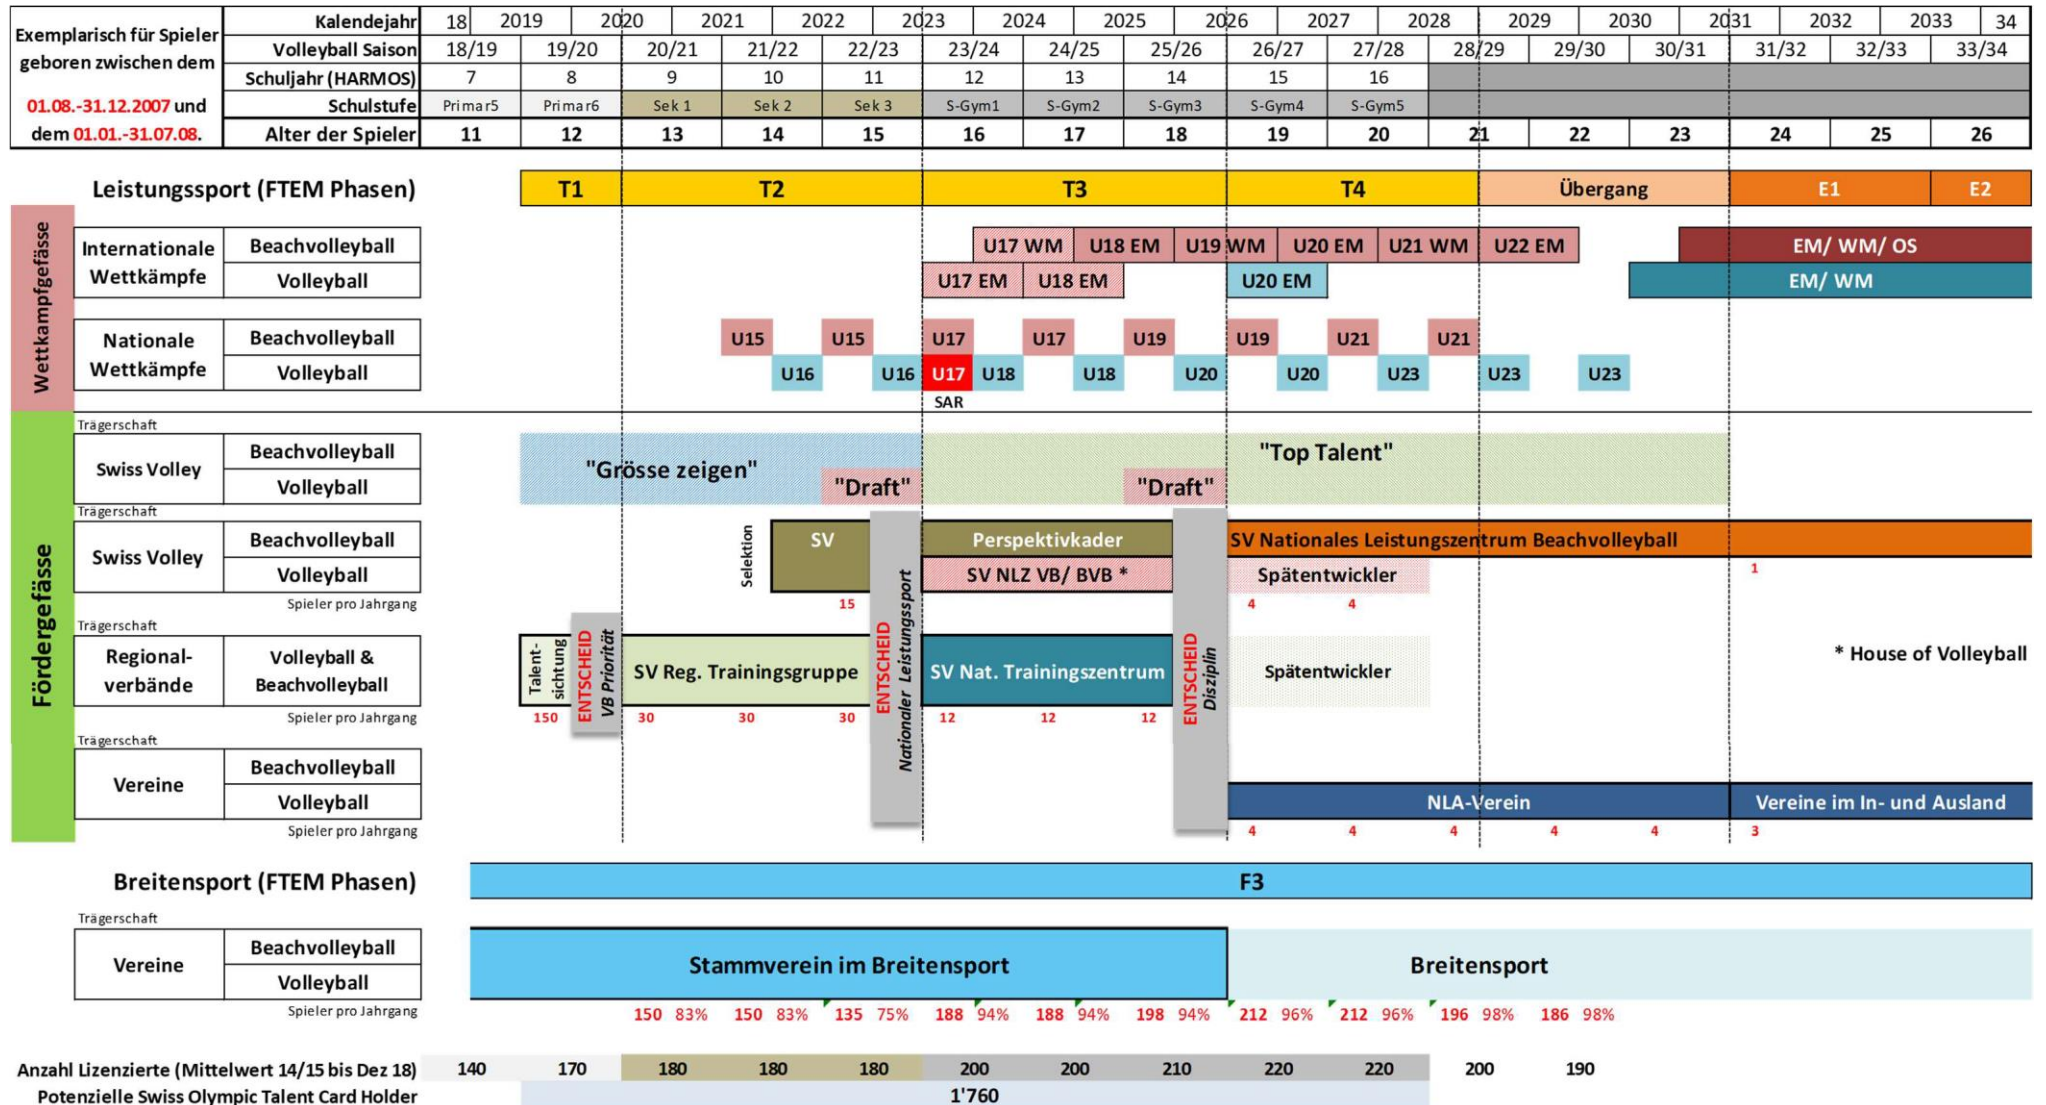 Exemplarisch für Spieler
geboren zwischen dem
01.08.-31.12.2007 und
dem 01.01.-31.07.08.
Kalendejahr 18 2019 2020 2021 2022 2023 2024 2025 2026 2027 2028 2029 2030 2031 2032 2033 34
Volleyball Saison 18/19 19/20 20/21 21/22 22/23 23/24 24/25 25/26 26/27 27/28 28/29 29/30 30/31 31/32 32/33 33/34
Schuljahr (HARMOS) 7 8 9 10 11 12 13 14 15 16
Schulstufe Primar5 Primar6 Sek 1 Sek 2 Sek 3 S-Gym1 S-Gym2 S-Gym3 S-Gym4 S-Gym5
Alter der Spieler 11 12 13 14 15 16 17 18 19 20 21 22 23 24 25 26
Leistungssport (FTEM Phasen) T1 T2 T3 T4 Übergang E1 E2
Wettkampfgefässe
Internationale
Wettkämpfe
Beachvolleyball U17 WM U18 EM U19 WM U20 EM U21 WM U22 EM EM/ WM/ OS
Volleyball U17 EM U18 EM U20 EM EM/ WM
Nationale
Wettkämpfe
Beachvolleyball U15 U15 U17 U17 U19 U19 U21 U21
Volleyball U16 U16 U17 U18 U18 U20 U20 U23 U23 U23
SAR
Fördergefässe
Trägerschaft
Swiss Volley
Beachvolleyball
Volleyball
"Grösse zeigen" "Top Talent"
"Draft" "Draft"
Trägerschaft
Swiss Volley
Beachvolleyball
Volleyball
Selektion
SV Perspektivkader SV Nationales Leistungszentrum Beachvolleyball
SV NLZ VB/ BVB * Spätentwickler 1
Spieler pro Jahrgang 15 4 4
Trägerschaft
Regional-
verbände
Volleyball &
Beachvolleyball
Talent-
sichtung
ENTSCHEID
VB Priorität
SV Reg. Trainingsgruppe
ENTSCHEID
Nationaler Leistungssport
SV Nat. Trainingszentrum
ENTSCHEID
Disziplin
Spätentwickler
* House of Volleyball
Spieler pro Jahrgang 150 30 30 30 12 12 12
Trägerschaft
Vereine
Beachvolleyball
Volleyball NLA-Verein Vereine im In- und Ausland
Spieler pro Jahrgang 4 4 4 4 4 3
Breitensport (FTEM Phasen) F3
Trägerschaft
Vereine
Beachvolleyball
Volleyball
Stammverein im Breitensport Breitensport
Spieler pro Jahrgang 150 83% 150 83% 135 75% 188 94% 188 94% 198 94% 212 96% 212 96% 196 98% 186 98%
Anzahl Lizenzierte (Mittelwert 14/15 bis Dez 18) 140 170 180 180 180 200 200 210 220 220 200 190
Potenzielle Swiss Olympic Talent Card Holder 1'760